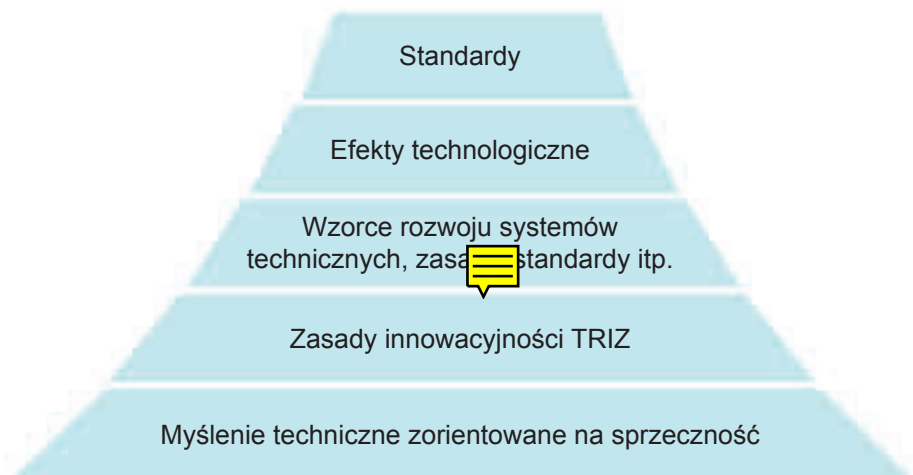 Standardy
Efekty technologiczne
Wzorce rozwoju systemów
technicznych, standardy itp.
Zasady innowacyjności TRIZ
Myślenie techniczne zorientowane na sprzeczność